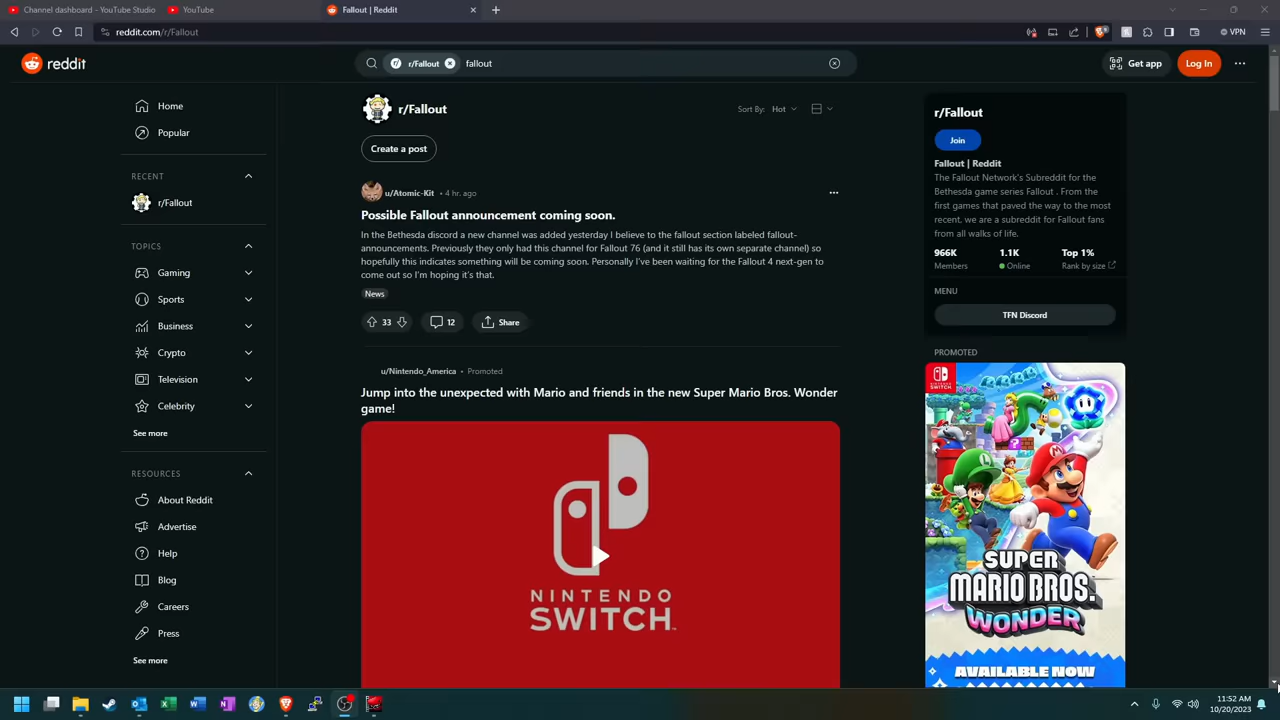 Channel dashboard - YouTube Studio
YouTube
Fallout | Reddit
reddit.com/r/Fallout
VPN
reddit
r/Fallout
fallout
Get app
Log In
Home
Popular
RECENT
r/Fallout
TOPICS
Gaming
Sports
Business
Crypto
Television
Celebrity
See more
RESOURCES
About Reddit
Advertise
Help
Blog
Careers
Press
See more
r/Fallout
Sort By: Hot
Create a post
u/Atomic-Kit • 4 hr. ago
Possible Fallout announcement coming soon.
In the Bethesda discord a new channel was added yesterday I believe to the fallout section labeled fallout-
announcements. Previously they only had this channel for Fallout 76 (and it still has its own separate channel) so
hopefully this indicates something will be coming soon. Personally I've been waiting for the Fallout 4 next-gen to
come out so I'm hoping it's that.
News
33
12
Share
u/Nintendo_America • Promoted
Jump into the unexpected with Mario and friends in the new Super Mario Bros. Wonder
game!
NINTENDO
SWITCH
r/Fallout
Join
Fallout | Reddit
The Fallout Network's Subreddit for the
Bethesda game series Fallout . From the
first games that paved the way to the most
recent, we are a subreddit for Fallout fans
from all walks of life.
966K 1.1K Top 1%
Members Online Rank by size
MENU
TFN Discord
PROMOTED
SUPER
MARIO BROS.
WONDER
AVAILABLE NOW
11:52 AM
10/20/2023